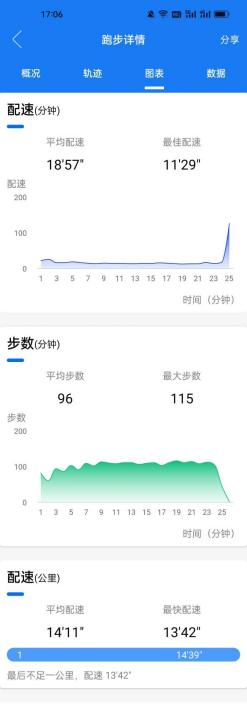 17:06
跑步详情
分享
概况 轨迹 图表 数据
配速(分钟)
平均配速 最佳配速
18'57" 11'29"
配速
200
100
0
1 3 5 7 9 11 13 15 17 19 21 23 25
时间（分钟）
步数(分钟)
平均步数 最大步数
96 115
步数
200
100
0
1 3 5 7 9 11 13 15 17 19 21 23 25
时间（分钟）
配速(公里)
平均配速 最快配速
14'11" 13'42"
1 14'39"
最后不足一公里，配速 13'42"